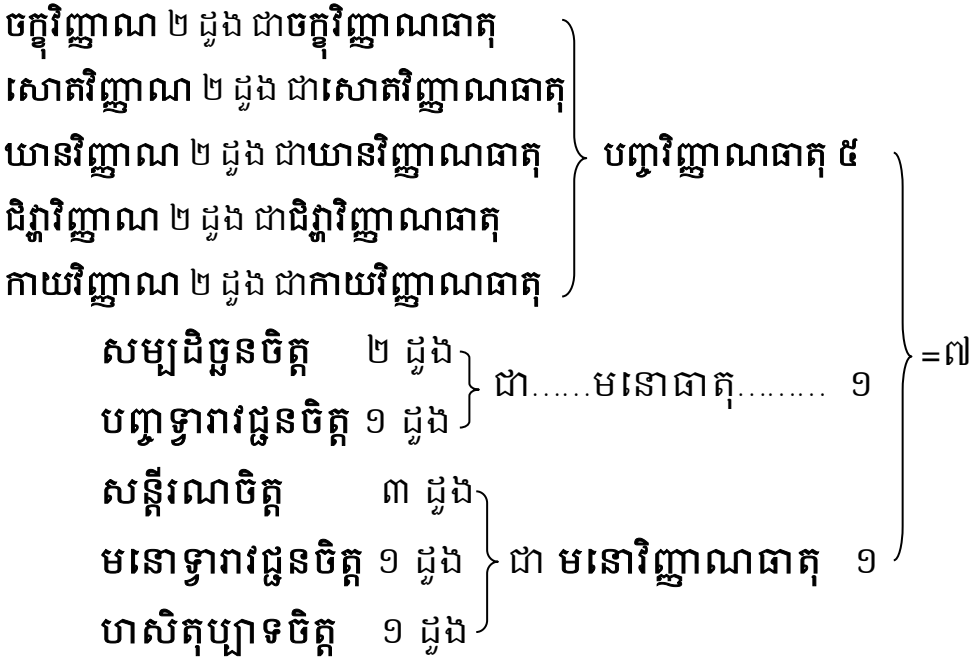 ចក្ខុវិញ្ញាណ ២ ដួង ជាចក្ខុវិញ្ញាណធាតុ
សោតវិញ្ញាណ ២ ដួង ជាសោតវិញ្ញាណធាតុ
ឃានវិញ្ញាណ ២ ដួង ជាឃានវិញ្ញាណធាតុ បញ្ចវិញ្ញាណធាតុ ៥
ជិវ្ហាវិញ្ញាណ ២ ដួង ជាជិវ្ហាវិញ្ញាណធាតុ
កាយវិញ្ញាណ ២ ដួង ជាកាយវិញ្ញាណធាតុ
សម្បដិច្ឆនចិត្ត ២ ដួង
ជា......មនោធាតុ......... ១ =៧
បញ្ចទ្វារាវជ្ជនចិត្ត ១ ដួង
សន្តីរណចិត្ត ៣ ដួង
មនោទ្វារាវជ្ជនចិត្ត ១ ដួង ជា មនោវិញ្ញាណធាតុ ១
ហសិតុប្បាទចិត្ត ១ ដួង